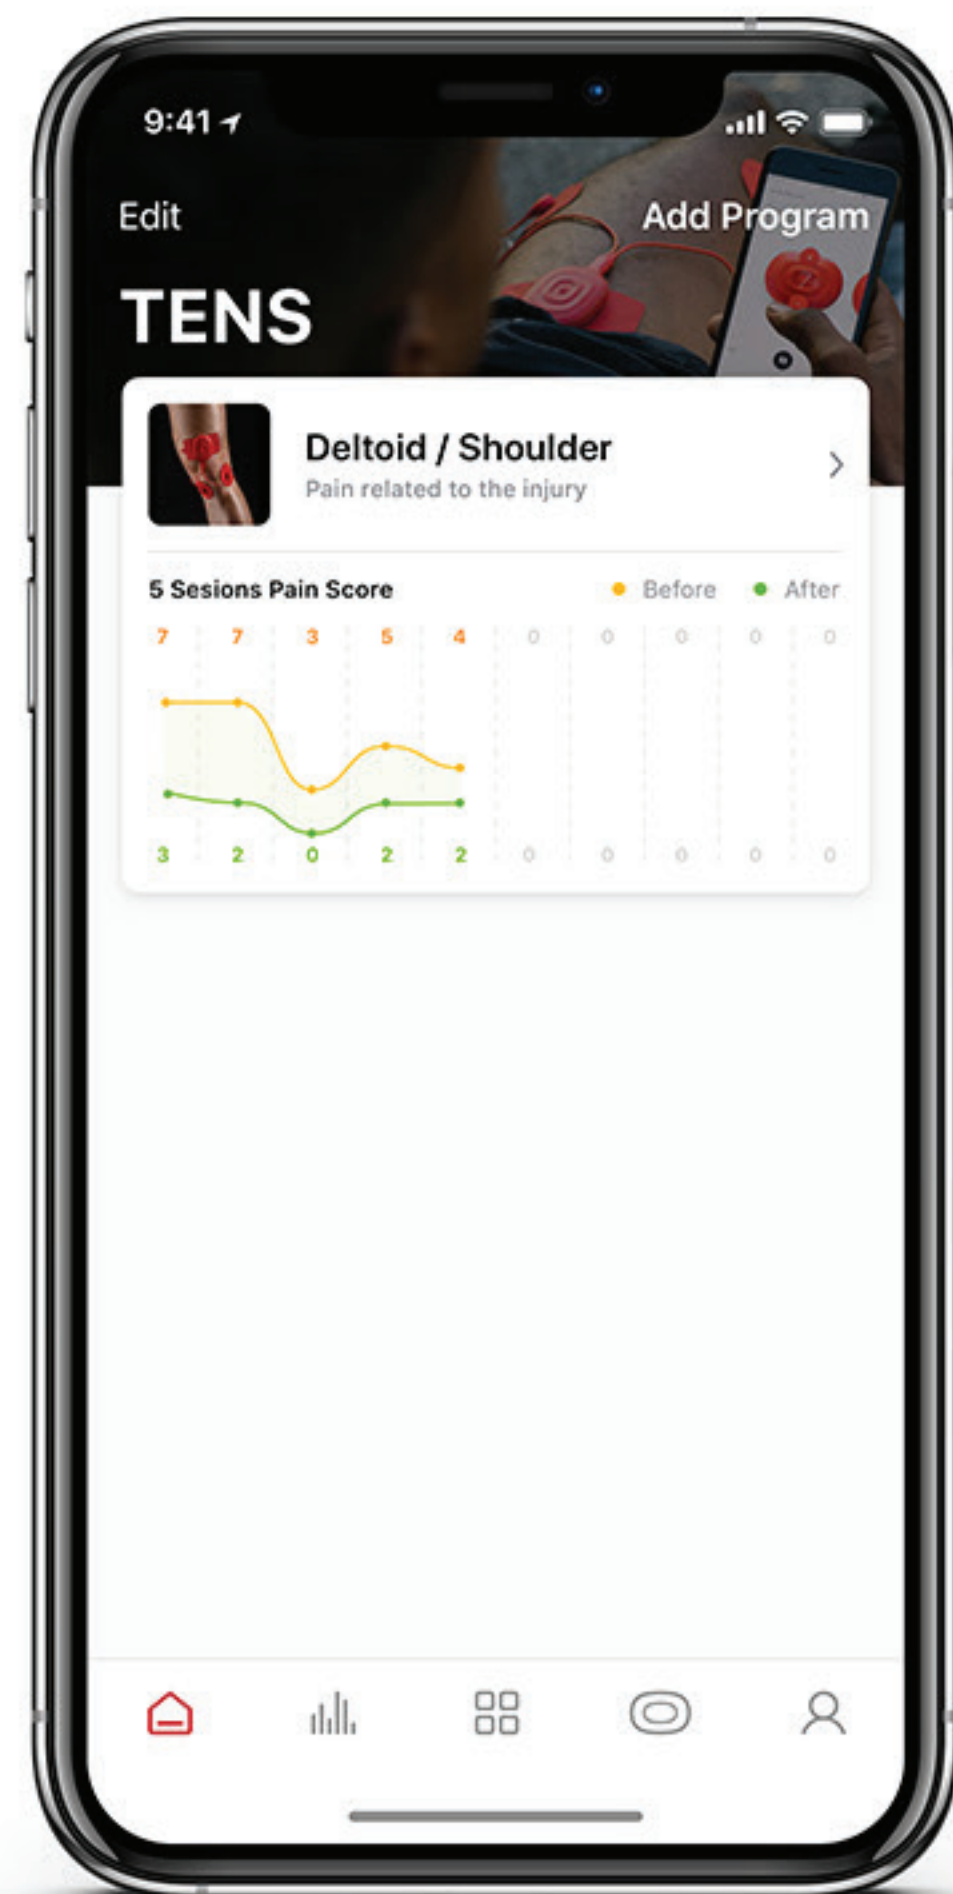 9:41
Edit Add Program
TENS
Deltoid / Shoulder
Pain related to the injury
5 Sesions Pain Score Before After
7 7 3 5 4 0 0 0 0 0
3 2 0 2 2 0 0 0 0 0